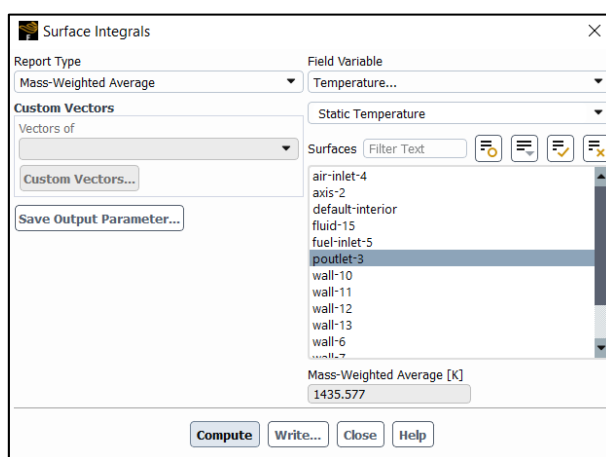 Surface Integrals
Report Type
Mass-Weighted Average
Custom Vectors
Vectors of
Custom Vectors...
Save Output Parameter...
Field Variable
Temperature...
Static Temperature
Surfaces Filter Text
air-inlet-4
axis-2
default-interior
fluid-15
fuel-inlet-5
poutlet-3
wall-10
wall-11
wall-12
wall-13
wall-6
wall-7
Mass-Weighted Average [K]
1435.577
Compute Write... Close Help